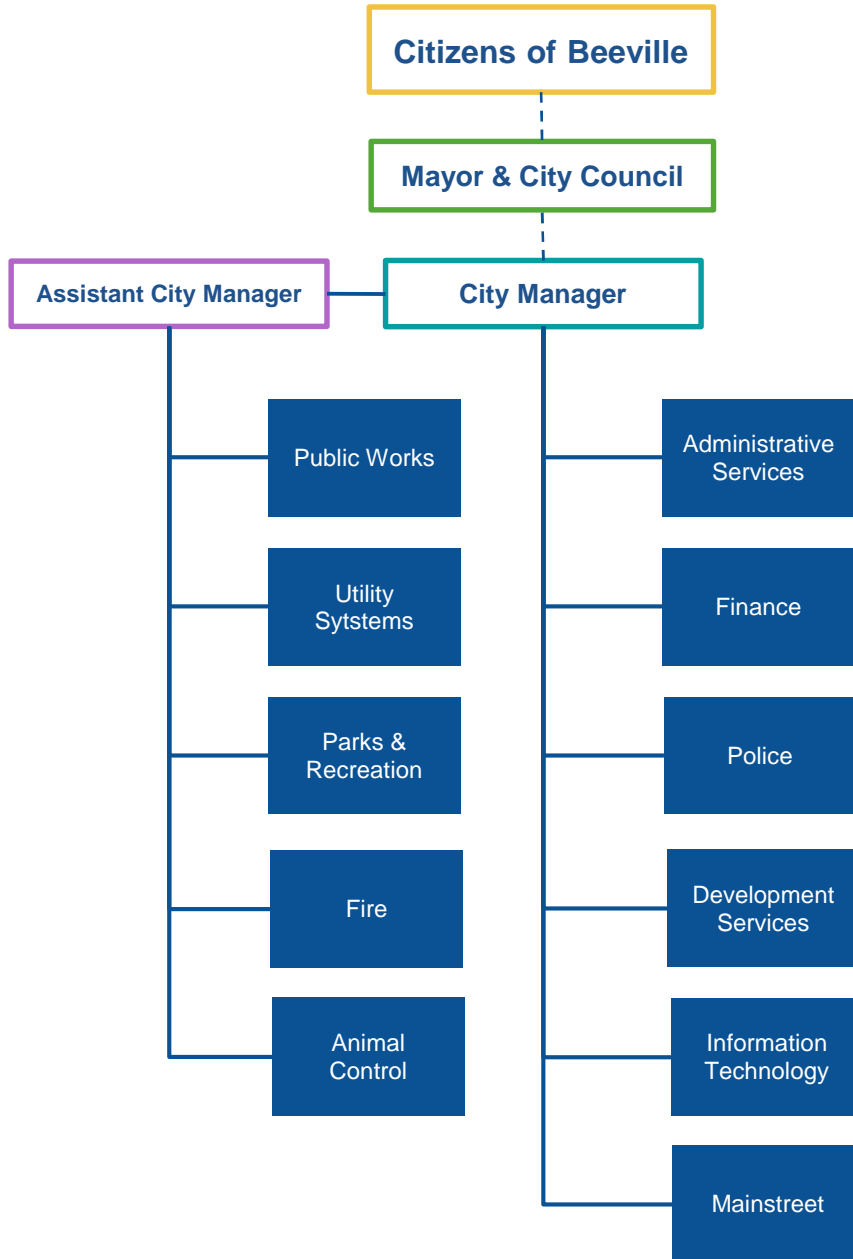 Citizens of Beeville
Mayor & City Council
Assistant City Manager
City Manager
Public Works
Utility
Sytstems
Parks &
Recreation
Fire
Animal
Control
Administrative
Services
Finance
Police
Development
Services
Information
Technology
Mainstreet